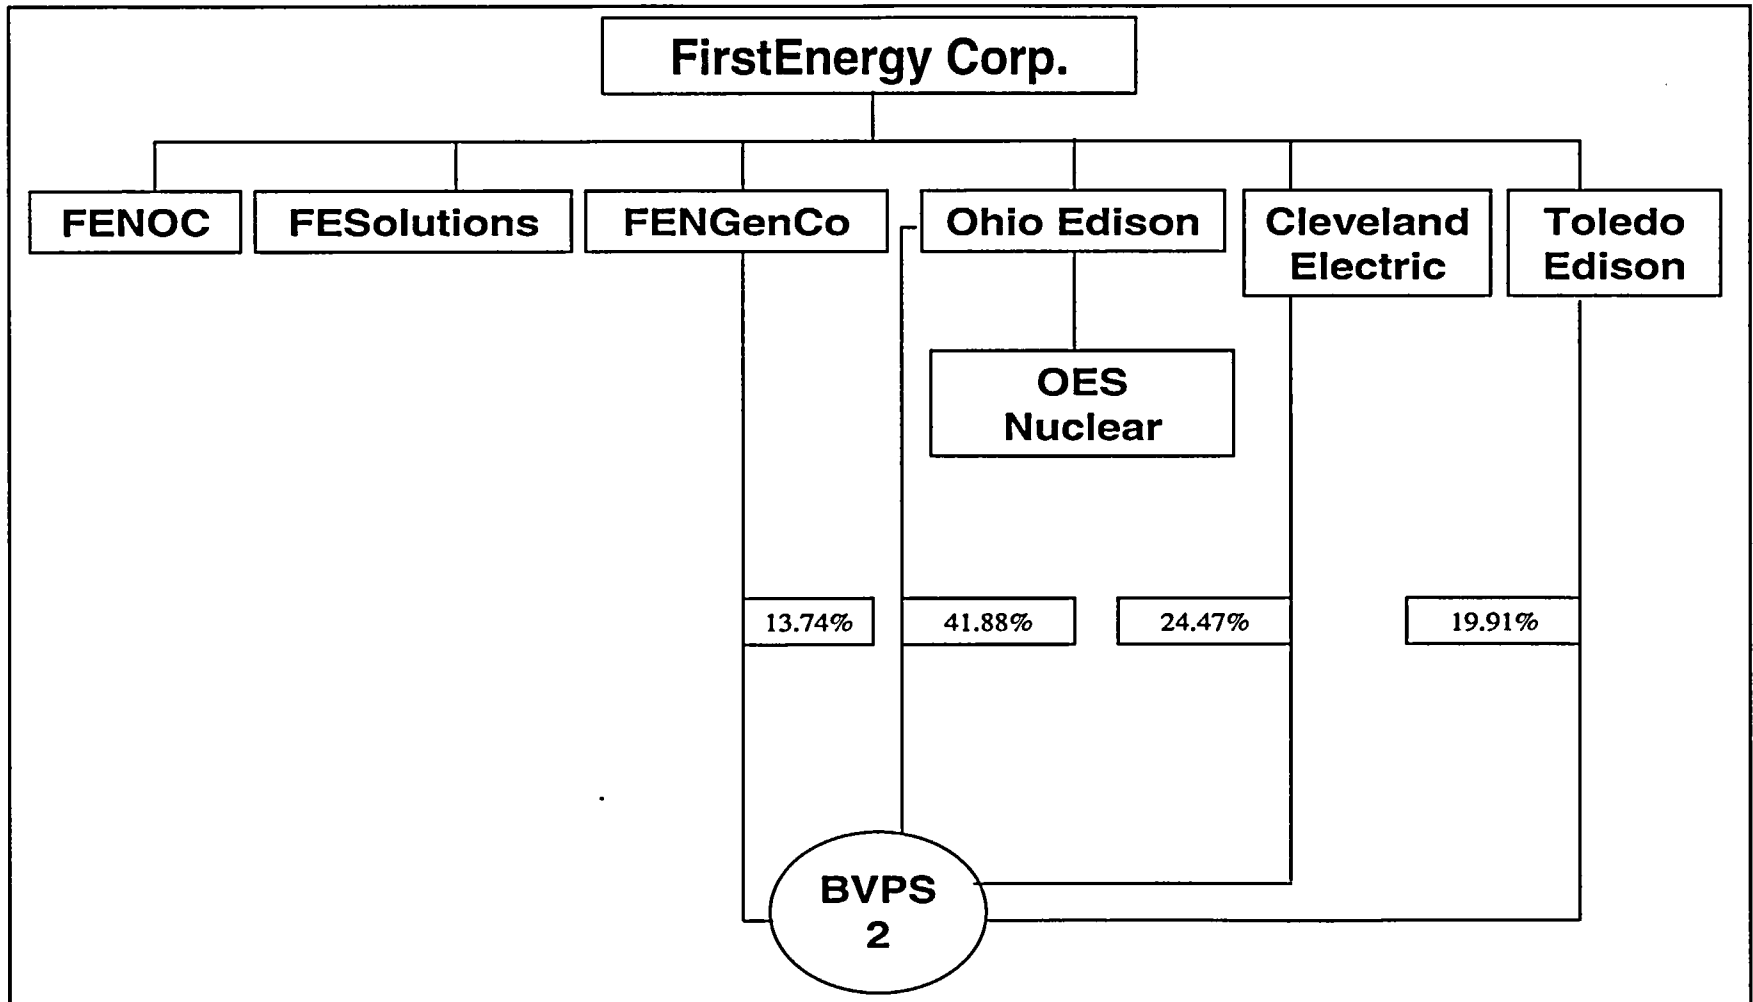 FirstEnergy Corp.
FENOC
FESolutions
FENGenCo
Ohio Edison
Cleveland
Electric
Toledo
Edison
OES
Nuclear
13.74%
41.88%
24.47%
19.91%
BVPS
2